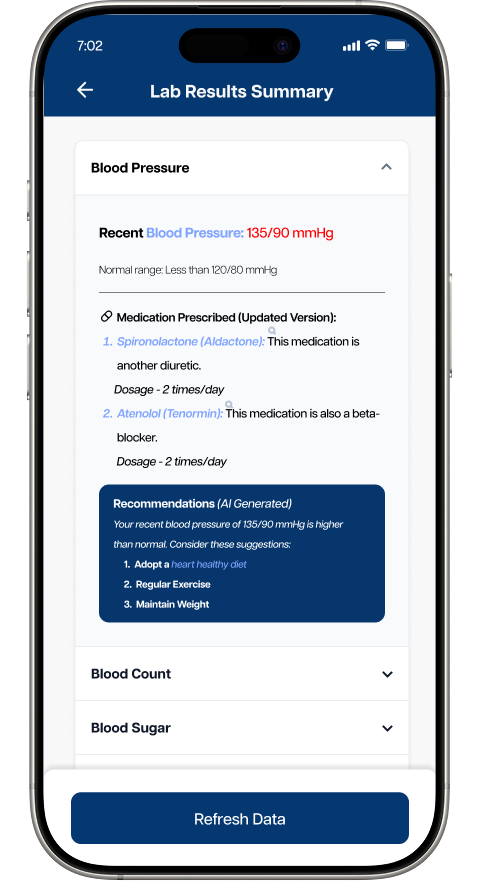 7:02
Lab Results Summary
Blood Pressure
Recent Blood Pressure: 135/90 mmHg
Normal range: Less than 120/80 mmHg
Medication Prescribed (Updated Version):
1. Spironolactone (Aldactone): This medication is
another diuretic.
Dosage - 2 times/day
2. Atenolol (Tenormin): This medication is also a beta-
blocker.
Dosage - 2 times/day
Recommendations (AI Generated)
Your recent blood pressure of 135/90 mmHg is higher
than normal. Consider these suggestions:
1. Adopt a heart healthy diet
2. Regular Exercise
3. Maintain Weight
Blood Count
Blood Sugar
Refresh Data